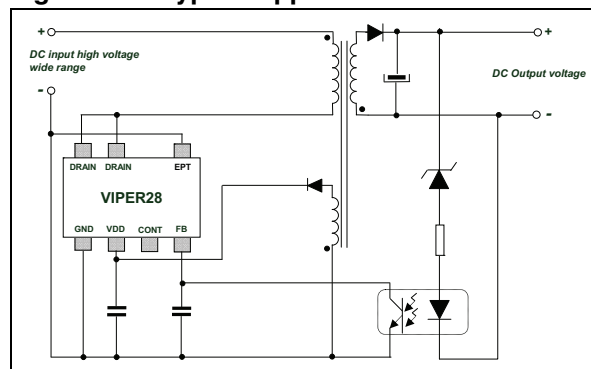 +
+
DC input high voltage
wide range
DC Output voltage
-
-
DRAIN DRAIN EPT
VIPER28
GND VDD CONT FB